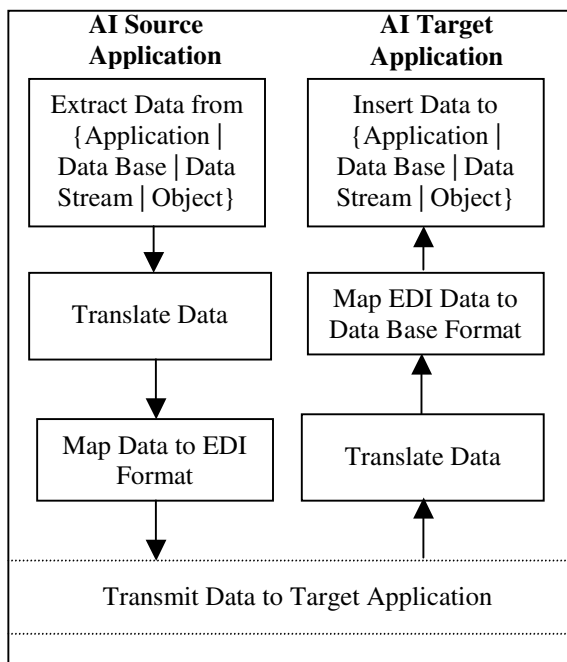 AI Source
Application
Extract Data from
{Application |
Data Base | Data
Stream | Object}
Translate Data
Map Data to EDI
Format
AI Target
Application
Insert Data to
{Application |
Data Base | Data
Stream | Object}
Map EDI Data to
Data Base Format
Translate Data
Transmit Data to Target Application